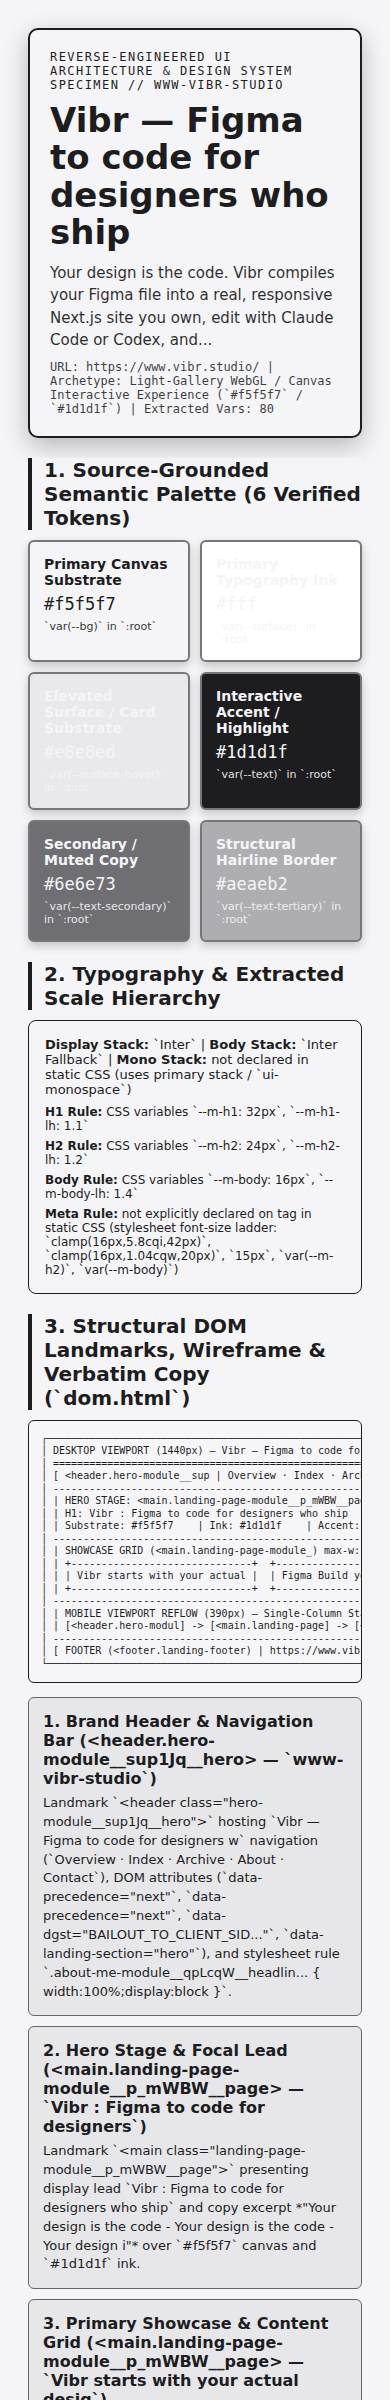 REVERSE-ENGINEERED UI
ARCHITECTURE & DESIGN SYSTEM
SPECIMEN // WWW-VIBR-STUDIO
Vibr — Figma
to code for
designers who
ship
Your design is the code. Vibr compiles
your Figma file into a real, responsive
Next.js site you own, edit with Claude
Code or Codex, and...
URL: https://www.vibr.studio/ |
Archetype: Light-Gallery WebGL / Canvas
Interactive Experience (`#f5f5f7` /
`#1d1d1f`) | Extracted Vars: 80
1. Source-Grounded
Semantic Palette (6 Verified
Tokens)
Primary Canvas
Substrate
#f5f5f7
`var(--bg)` in `:root`
Primary
Typography Ink
#fff
`var(--surface)` in
`:root`
Elevated
Surface / Card
Substrate
#e8e8ed
`var(--surface-hover)`
in `:root`
Interactive
Accent /
Highlight
#1d1d1f
`var(--text)` in `:root`
Secondary /
Muted Copy
#6e6e73
`var(--text-secondary)`
in `:root`
Structural
Hairline Border
#aeaeb2
`var(--text-tertiary)` in
`:root`
2. Typography & Extracted
Scale Hierarchy
Display Stack: `Inter` | Body Stack: `Inter
Fallback` | Mono Stack: not declared in
static CSS (uses primary stack / `ui-
monospace`)
H1 Rule: CSS variables `--m-h1: 32px`, `--m-h1-
lh: 1.1`
H2 Rule: CSS variables `--m-h2: 24px`, `--m-h2-
lh: 1.2`
Body Rule: CSS variables `--m-body: 16px`, `--
m-body-lh: 1.4`
Meta Rule: not explicitly declared on tag in
static CSS (stylesheet font-size ladder:
`clamp(16px,5.8cqi,42px)`,
`clamp(16px,1.04cqw,20px)`, `15px`, `var(--m-
h2)`, `var(--m-body)`)
3. Structural DOM
Landmarks, Wireframe &
Verbatim Copy
(`dom.html`)
DESKTOP VIEWPORT (1440px) — Vibr — Figma to code fo
[ <header.hero-module__sup | Overview · Index · Arc
| HERO STAGE: <main.landing-page-module__p_mWBW__pa
| H1: Vibr : Figma to code for designers who ship
| Substrate: #f5f5f7 | Ink: #1d1d1f | Accent:
| SHOWCASE GRID (<main.landing-page-module_) max-w:
| | Vibr starts with your actual | | Figma Build y
| MOBILE VIEWPORT REFLOW (390px) — Single-Column St
| [<header.hero-modul] -> [<main.landing-page] -> [
[ FOOTER (<footer.landing-footer) | https://www.vib
1. Brand Header & Navigation
Bar (<header.hero-
module__sup1Jq__hero> — `www-
vibr-studio`)
Landmark `<header class="hero-
module__sup1Jq__hero">` hosting `Vibr —
Figma to code for designers w` navigation
(`Overview · Index · Archive · About ·
Contact`), DOM attributes (`data-
precedence="next"`, `data-
precedence="next"`, `data-
dgst="BAILOUT_TO_CLIENT_SID..."`, `data-
landing-section="hero"`), and stylesheet rule
`.about-me-module__qpLcqW__headlin... {
width:100%;display:block }`.
2. Hero Stage & Focal Lead
(<main.landing-page-
module__p_mWBW__page> —
`Vibr : Figma to code for
designers`)
Landmark `<main class="landing-page-
module__p_mWBW__page">` presenting
display lead `Vibr : Figma to code for
designers who ship` and copy excerpt *"Your
design is the code - Your design is the code -
Your design i"* over `#f5f5f7` canvas and
`#1d1d1f` ink.
3. Primary Showcase & Content
Grid (<main.landing-page-
module__p_mWBW__page> —
`Vibr starts with your actual
desig`)